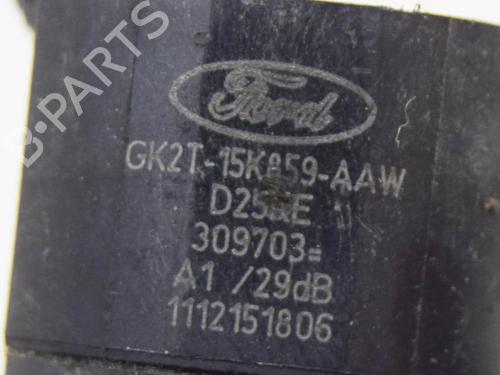 Ford
GK2T-15K859-AAW
309703=
A1 /29dB
1112151806
B-PARTS